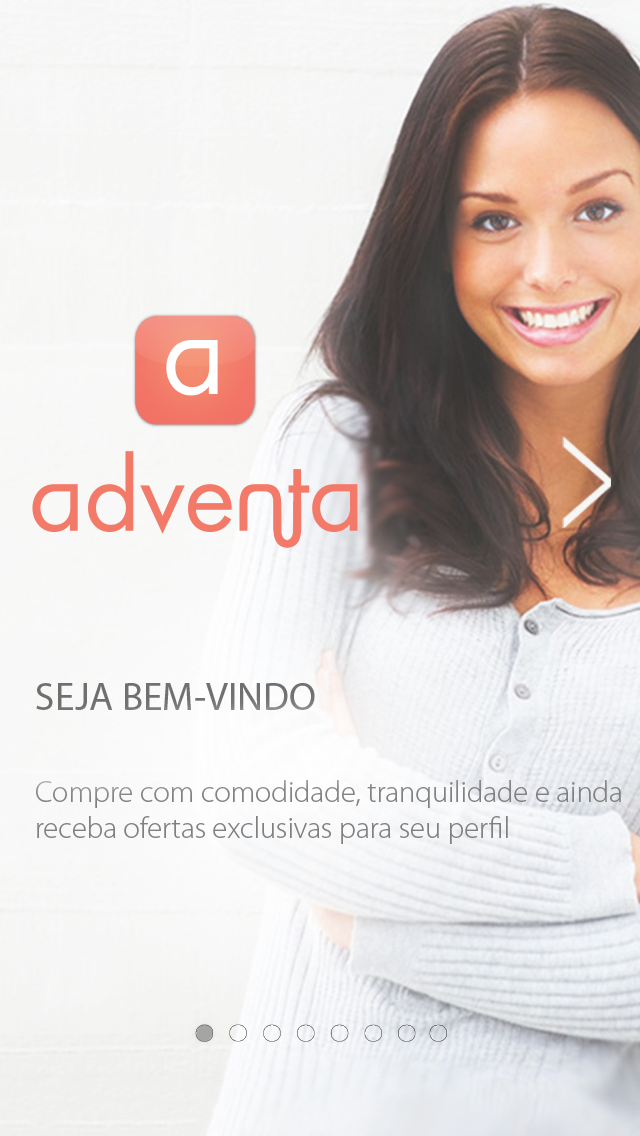 a
adventa
SEJA BEM-VINDO
Compre com comodidade, tranquilidade e ainda
receba ofertas exclusivas para seu perfil